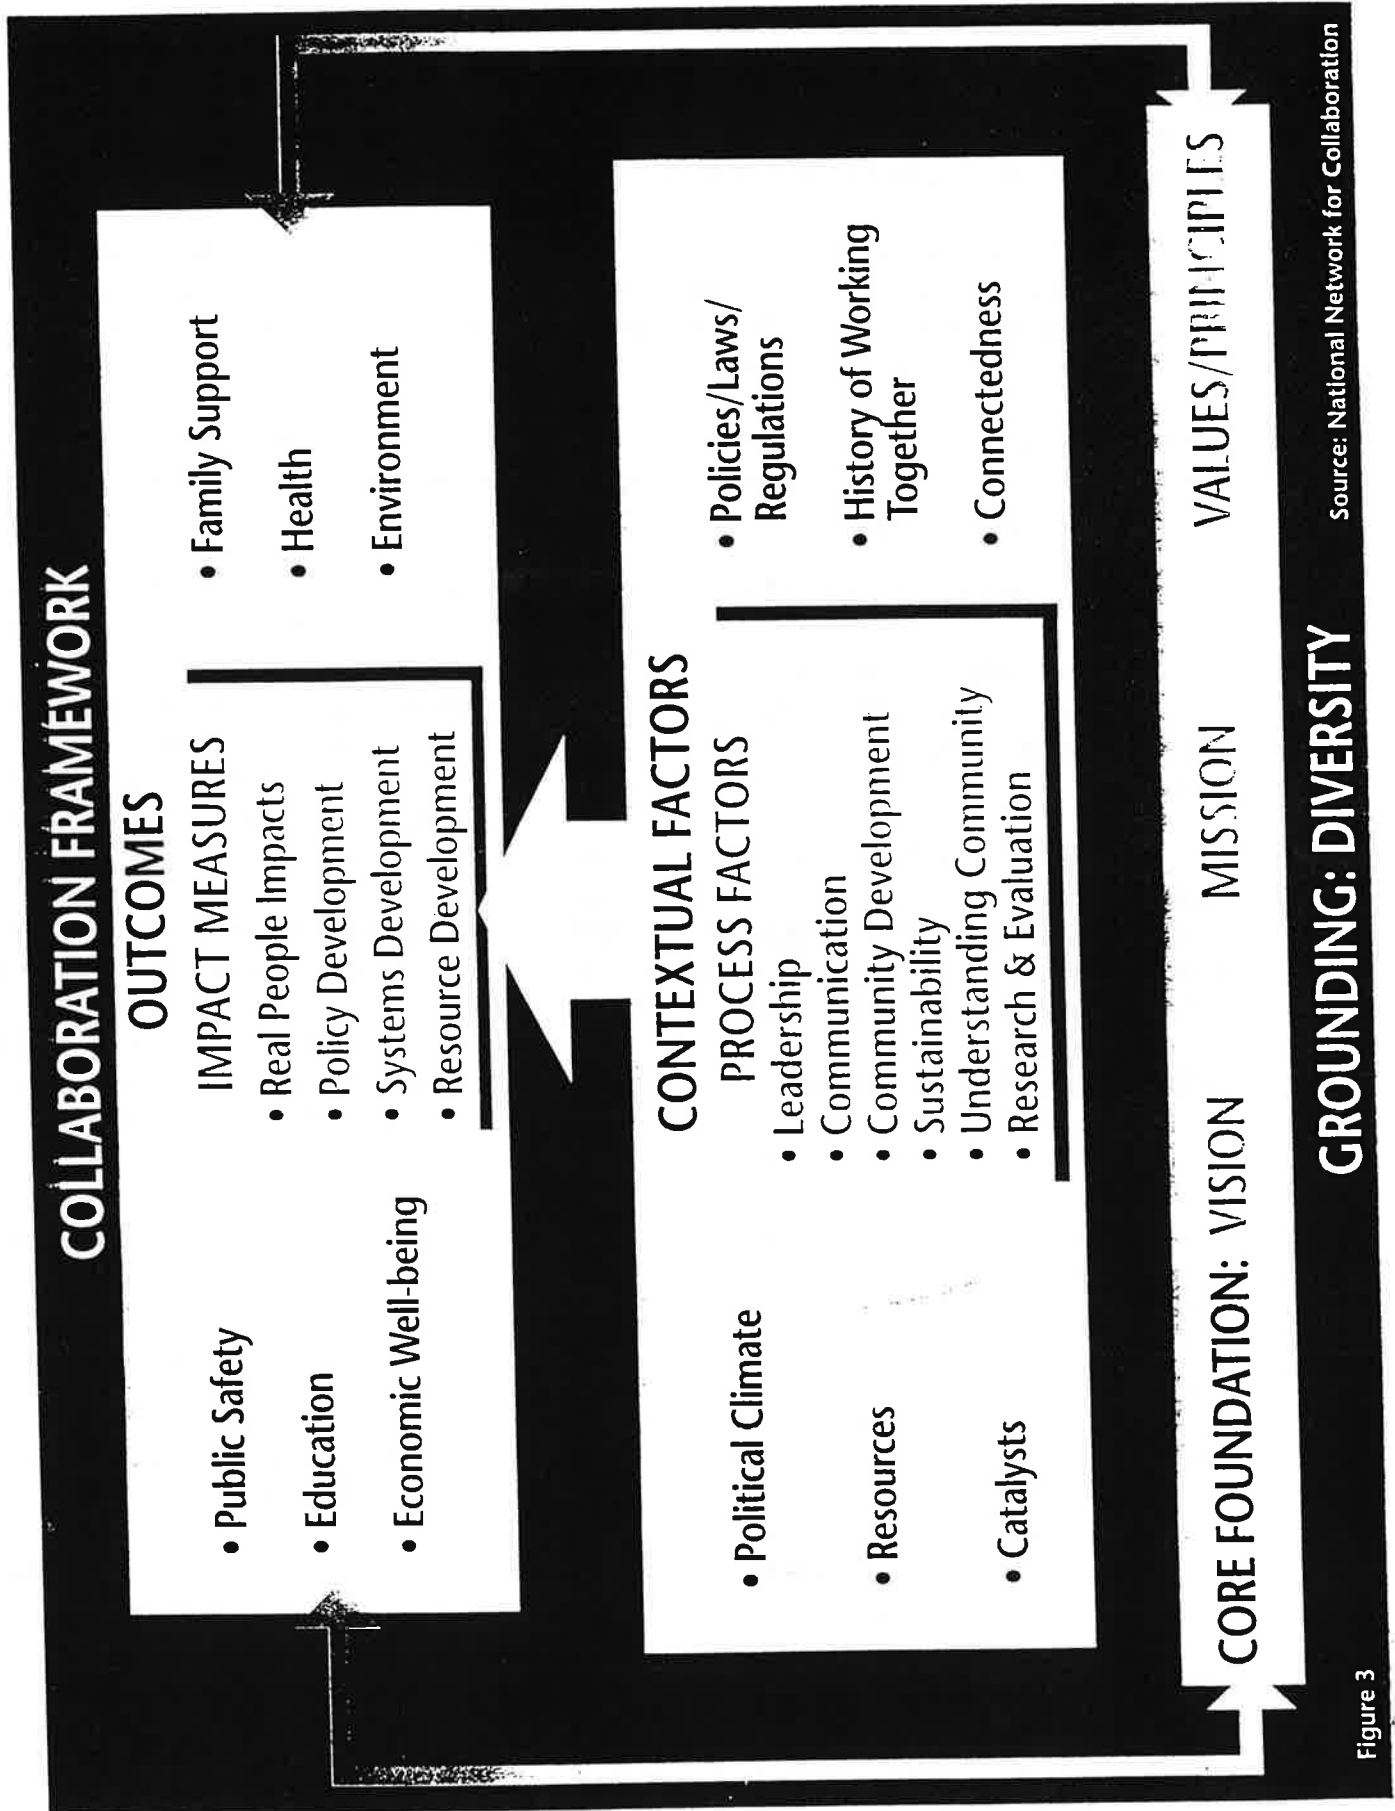 COLLABORATION FRAMEWORK
OUTCOMES
• Public Safety
• Education
• Economic Well-being
IMPACT MEASURES
• Real People Impacts
• Policy Development
• Systems Development
• Resource Development
• Family Support
• Health
• Environment
CONTEXTUAL FACTORS
• Political Climate
• Resources
• Catalysts
PROCESS FACTORS
• Leadership
• Communication
• Community Development
• Sustainability
• Understanding Community
• Research & Evaluation
• Policies/Laws/
Regulations
• History of Working
Together
• Connectedness
CORE FOUNDATION: VISION MISSION VALUES/PRINCIPLES
GROUNDING: DIVERSITY
Figure 3
Source: National Network for Collaboration